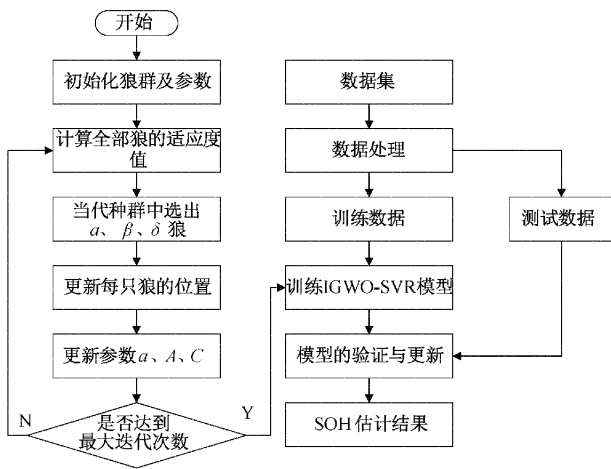 开始
初始化狼群及参数
计算全部狼的适应度
值
当代种群中选出
a、β、δ 狼
更新每只狼的位置
更新参数a、A、C
N
是否达到
最大迭代次数
Y
数据集
数据处理
训练数据
测试数据
训练IGWO-SVR模型
模型的验证与更新
SOH估计结果